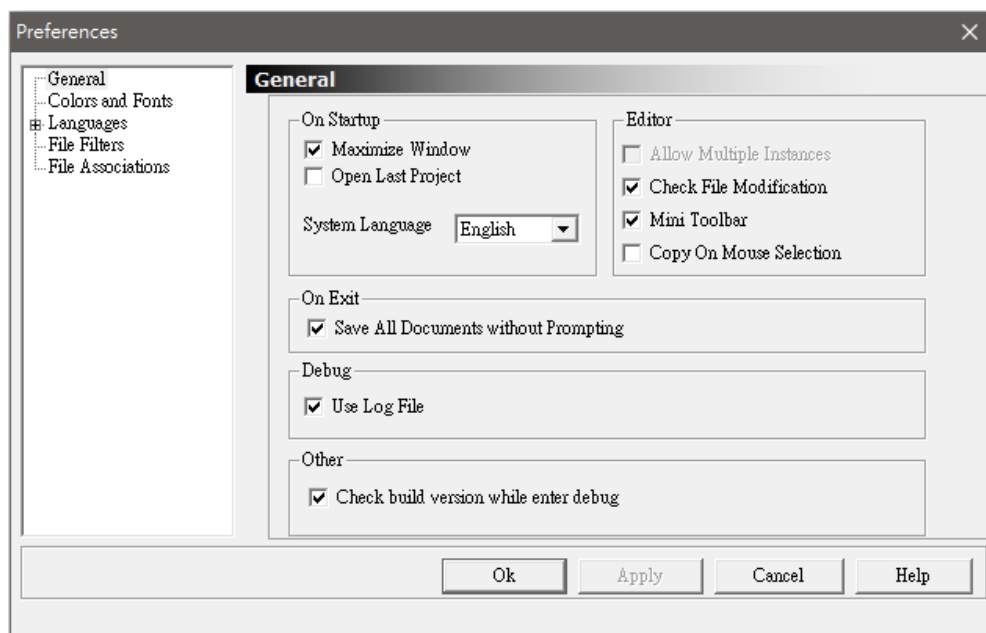 Preferences
General
Colors and Fonts
Languages
File Filters
File Associations
General
On Startup
Maximize Window
Open Last Project
System Language English
Editor
Allow Multiple Instances
Check File Modification
Mini Toolbar
Copy On Mouse Selection
On Exit
Save All Documents without Prompting
Debug
Use Log File
Other
Check build version while enter debug
Ok Apply Cancel Help